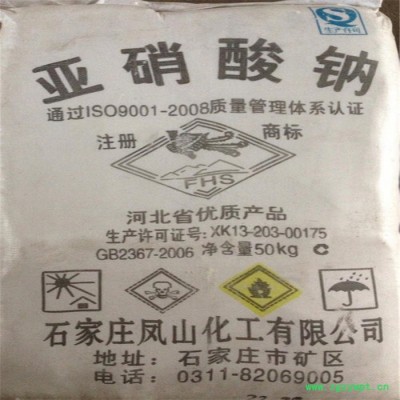 生产许可
亚硝酸钠
通过ISO9001-2008质量管理体系认证
注册 商标
FHS
河北省优质产品
生产许可证号: XK13-203-00175
GB2367-2006 净含量50kg
石家庄凤山化工有限公司
地址: 石家庄市矿区
电话: 0311-82069005